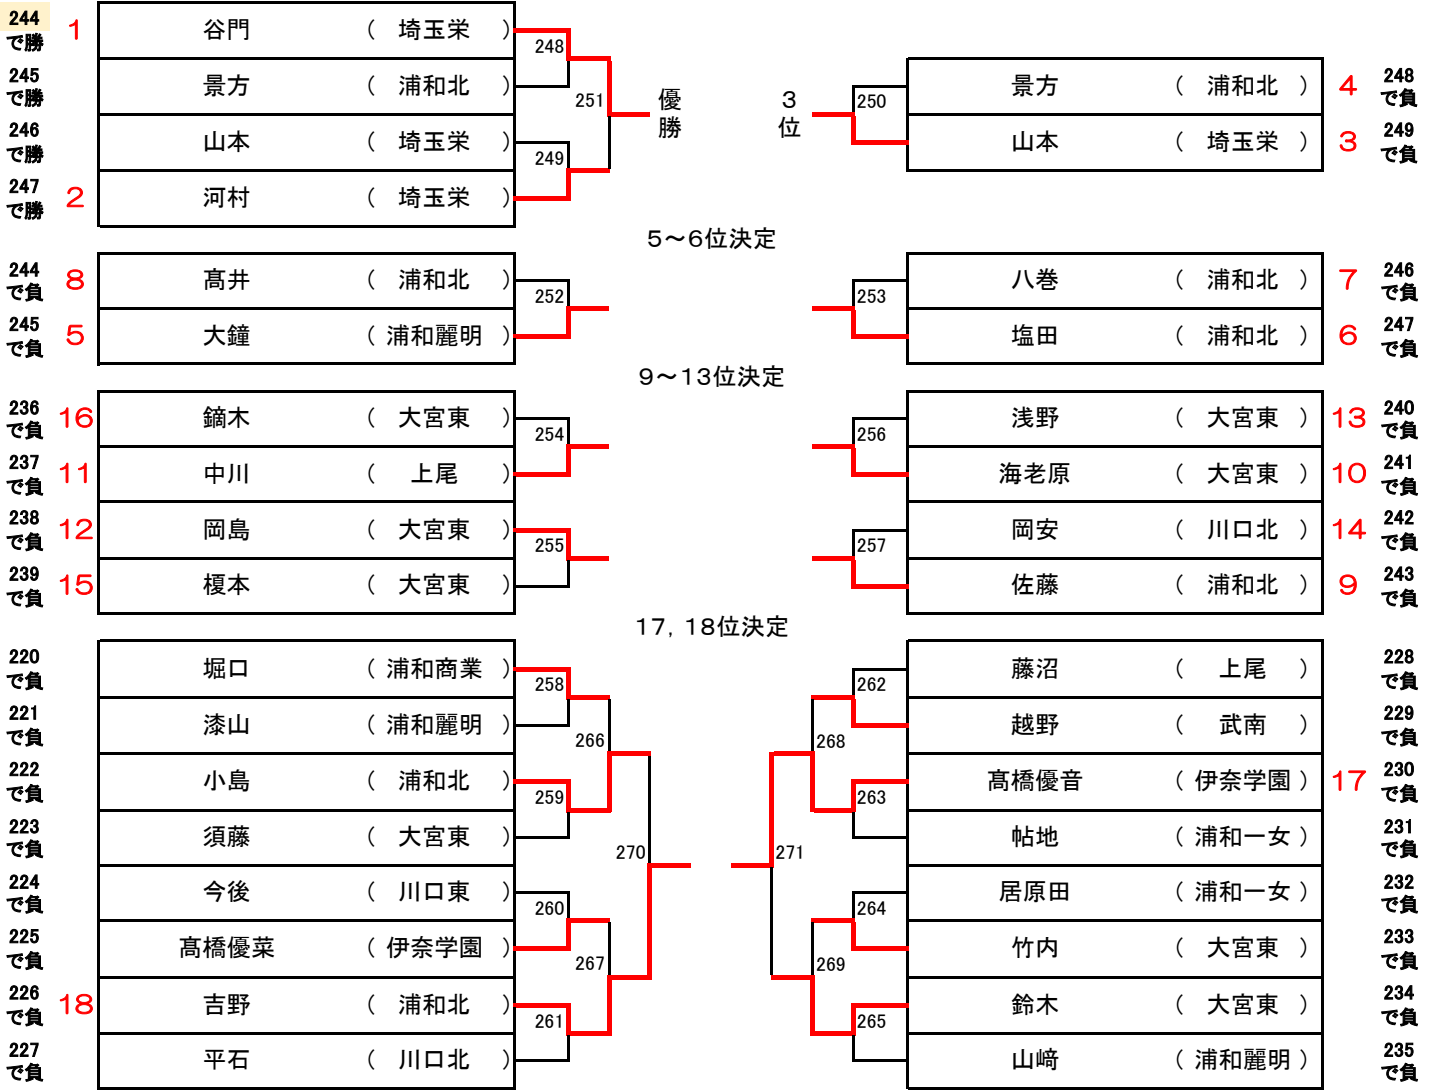 244 で勝 1 谷門 ( 埼玉栄 ) 248
245 で勝 景方 ( 浦和北 )
251 優勝
246 で勝 山本 ( 埼玉栄 ) 249
247 で勝 2 河村 ( 埼玉栄 )
3位 250 景方 ( 浦和北 ) 4 248 で負
山本 ( 埼玉栄 ) 3 249 で負
5～6位決定
244 で負 8 髙井 ( 浦和北 ) 252
245 で負 5 大鐘 ( 浦和麗明 )
253 八巻 ( 浦和北 ) 7 246 で負
塩田 ( 浦和北 ) 6 247 で負
9～13位決定
236 で負 16 鏑木 ( 大宮東 ) 254
237 で負 11 中川 ( 上尾 )
238 で負 12 岡島 ( 大宮東 ) 255
239 で負 15 榎本 ( 大宮東 )
256 浅野 ( 大宮東 ) 13 240 で負
海老原 ( 大宮東 ) 10 241 で負
257 岡安 ( 川口北 ) 14 242 で負
佐藤 ( 浦和北 ) 9 243 で負
17, 18位決定
220 で負 堀口 ( 浦和商業 ) 258
221 で負 漆山 ( 浦和麗明 )
266
222 で負 小島 ( 浦和北 ) 259
223 で負 須藤 ( 大宮東 )
270
224 で負 今後 ( 川口東 ) 260
225 で負 髙橋優菜 ( 伊奈学園 )
267
226 で負 18 吉野 ( 浦和北 ) 261
227 で負 平石 ( 川口北 )
262 藤沼 ( 上尾 ) 228 で負
越野 ( 武南 ) 229 で負
268
263 髙橋優音 ( 伊奈学園 ) 17 230 で負
帖地 ( 浦和一女 ) 231 で負
271
264 居原田 ( 浦和一女 ) 232 で負
竹内 ( 大宮東 ) 233 で負
269
265 鈴木 ( 大宮東 ) 234 で負
山﨑 ( 浦和麗明 ) 235 で負